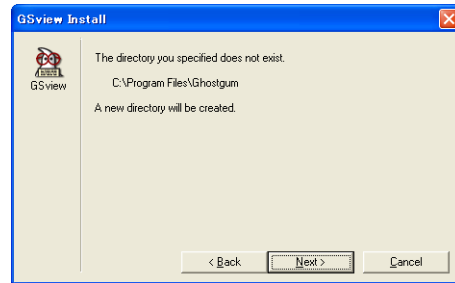 GSview Install
GSview
The directory you specified does not exist.
C:\Program Files\Ghostgum
A new directory will be created.
< Back
Next >
Cancel